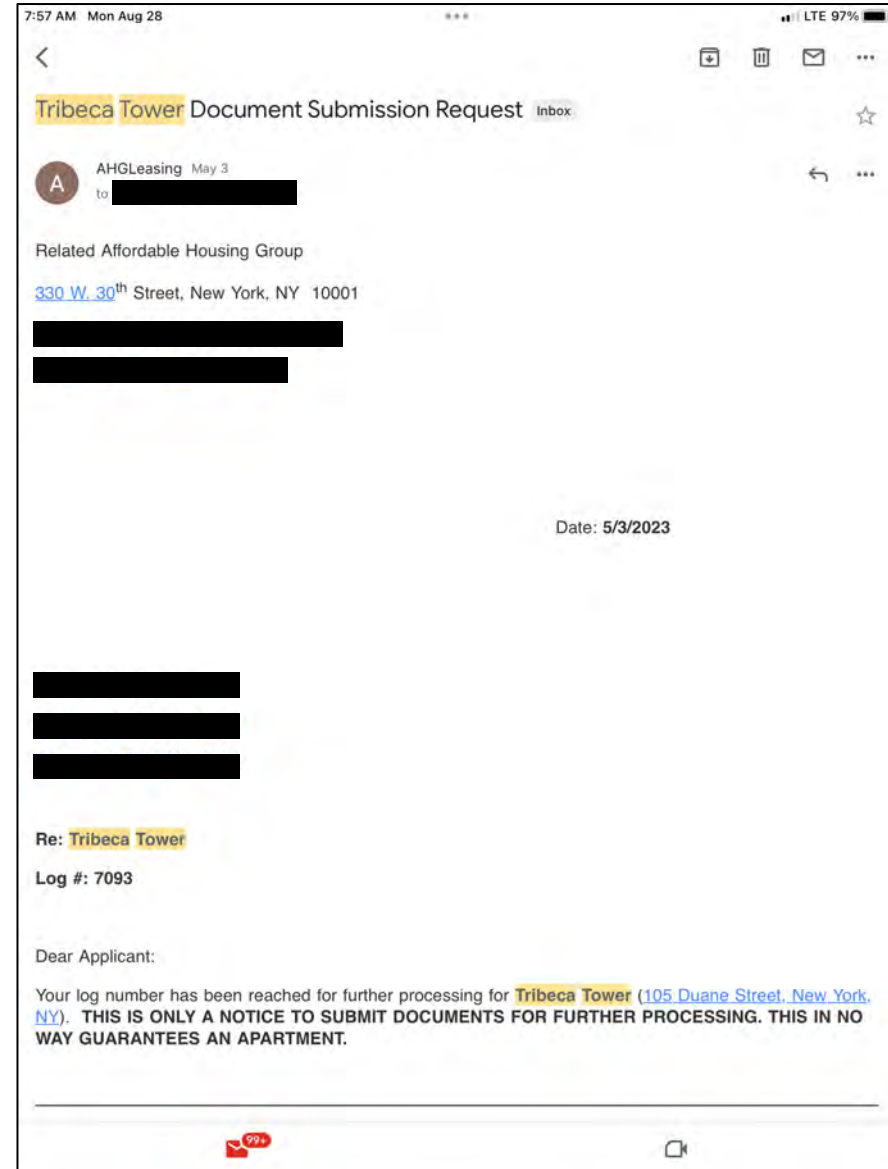 7:57 AM Mon Aug 28
LTE 97%
Tribeca Tower Document Submission Request Inbox
A
AHGLeasing May 3
to
Related Affordable Housing Group
330 W. 30th Street, New York, NY 10001
Date: 5/3/2023
Re: Tribeca Tower
Log #: 7093
Dear Applicant:
Your log number has been reached for further processing for Tribeca Tower (105 Duane Street, New York,
NY). THIS IS ONLY A NOTICE TO SUBMIT DOCUMENTS FOR FURTHER PROCESSING. THIS IN NO
WAY GUARANTEES AN APARTMENT.
99+